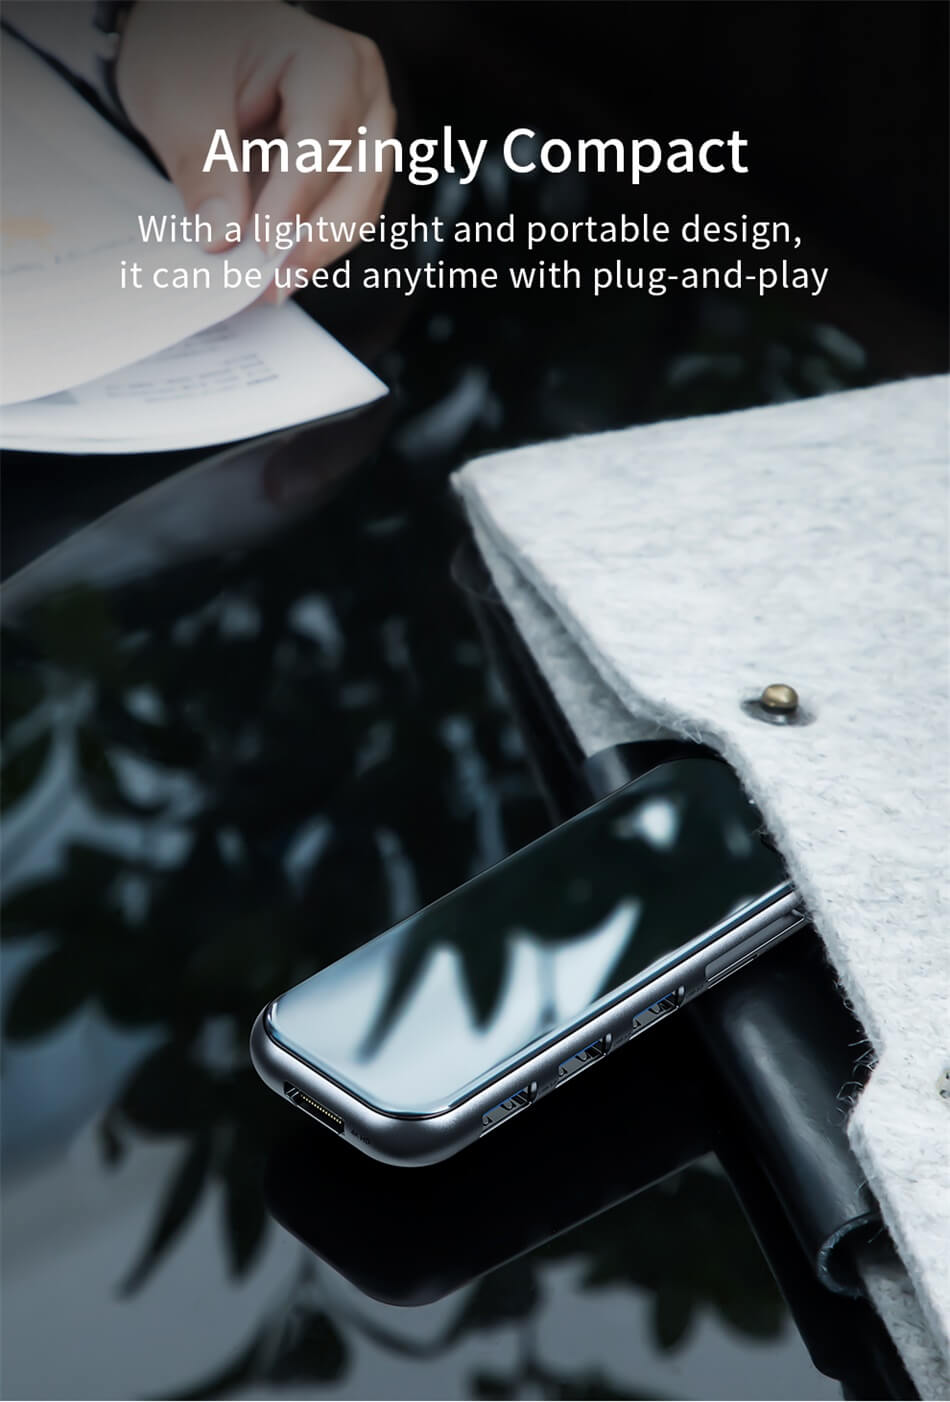 Amazingly Compact
With a lightweight and portable design,
it can be used anytime with plug-and-play